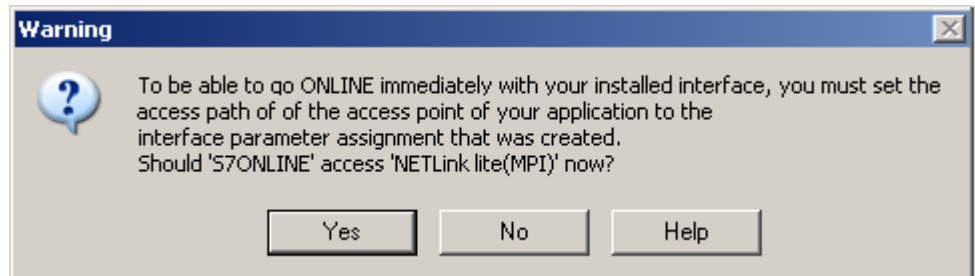 Warning
To be able to go ONLINE immediately with your installed interface, you must set the
access path of of the access point of your application to the
interface parameter assignment that was created.
Should 'S7ONLINE' access 'NETLink lite(MPI)' now?
Yes No Help